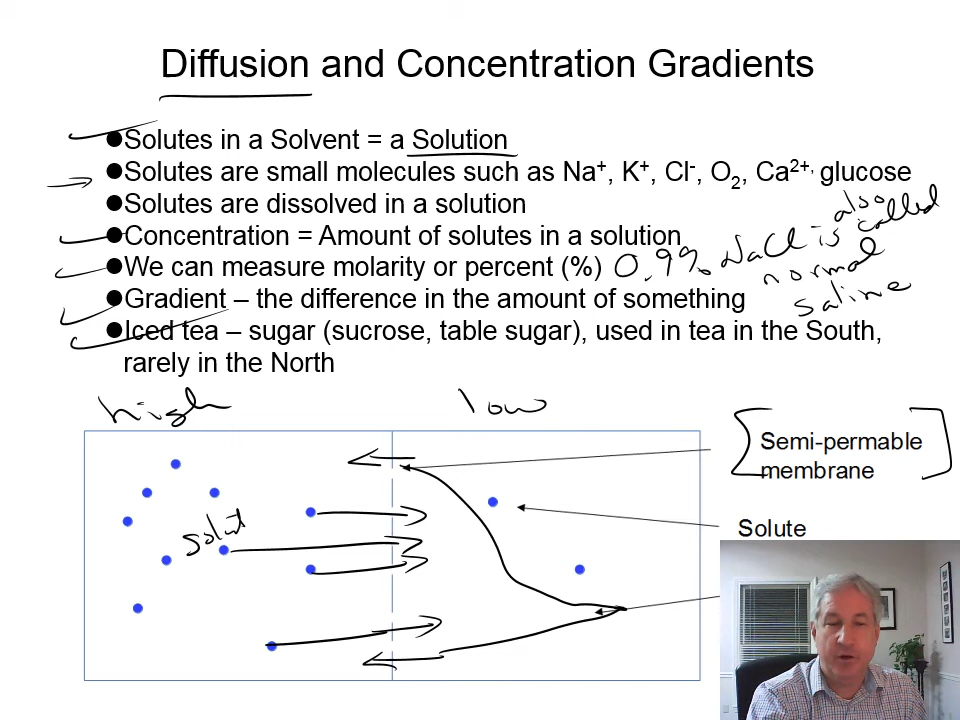 Diffusion and Concentration Gradients
●Solutes in a Solvent = a Solution
●Solutes are small molecules such as Na⁺, K⁺, Cl⁻, O₂, Ca²⁺, glucose
●Solutes are dissolved in a solution
●Concentration = Amount of solutes in a solution
●We can measure molarity or percent (%) 0.9% NaCl is also called
normal
saline
●Gradient – the difference in the amount of something
●Iced tea – sugar (sucrose, table sugar), used in tea in the South,
rarely in the North
high
low
Semi-permable
membrane
solut
Solute